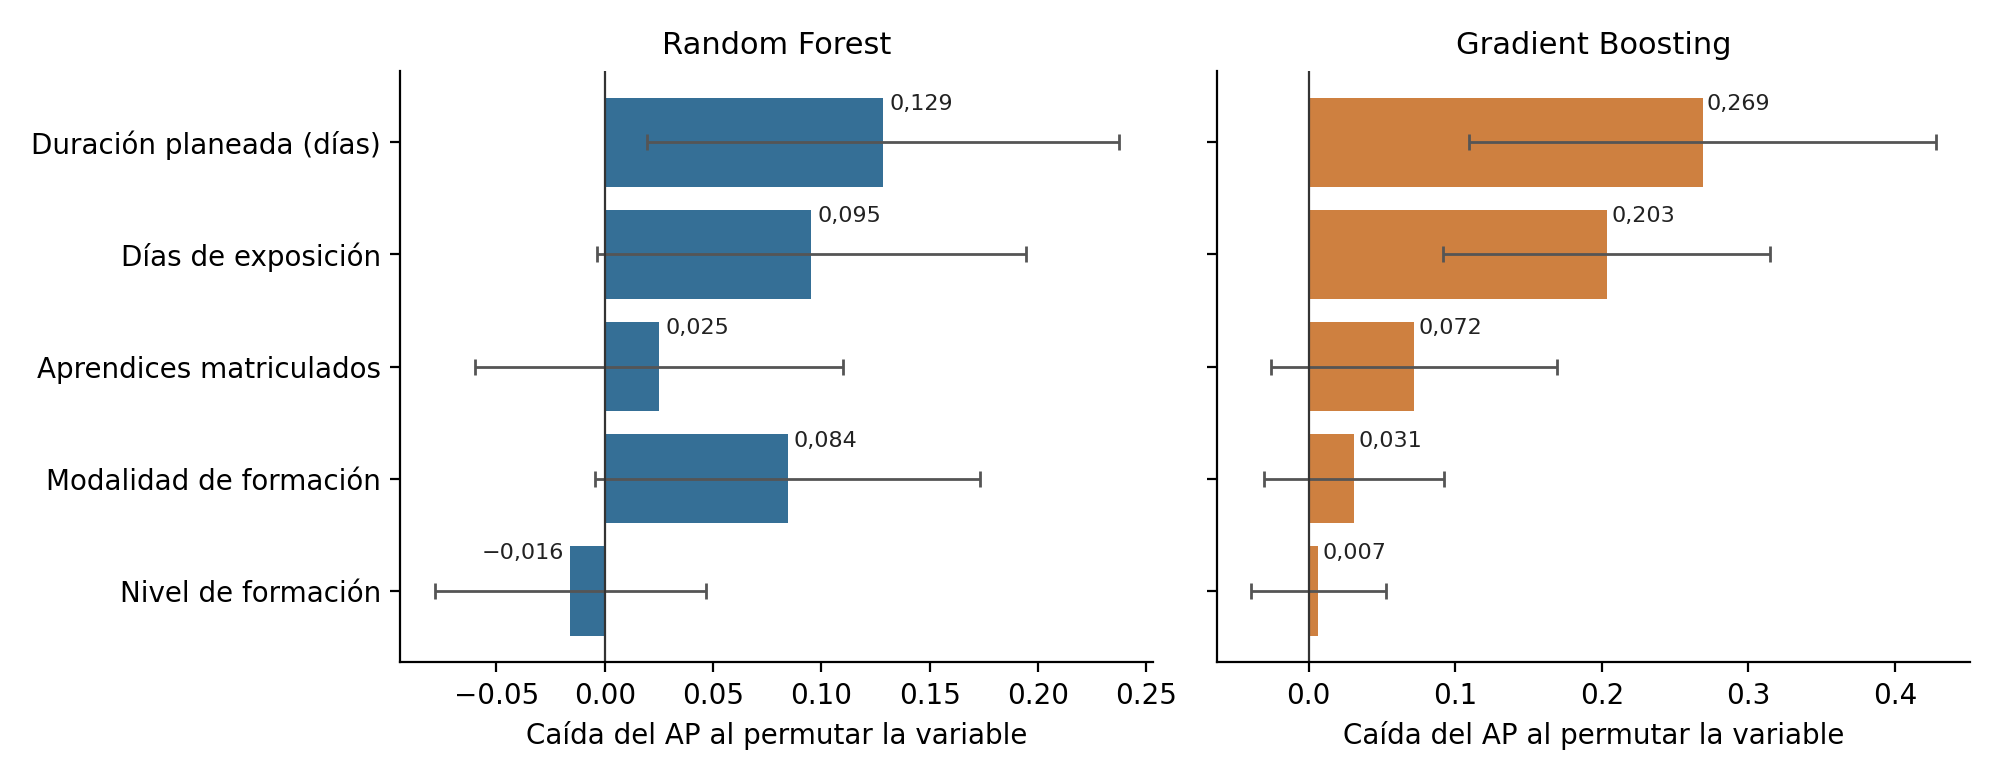 Random Forest
Gradient Boosting
Duración planeada (días)
0,129
0,269
Días de exposición
0,095
0,203
Aprendices matriculados
0,025
0,072
Modalidad de formación
0,084
0,031
Nivel de formación
−0,016
0,007
−0.05 0.00 0.05 0.10 0.15 0.20 0.25
0.0 0.1 0.2 0.3 0.4
Caída del AP al permutar la variable
Caída del AP al permutar la variable